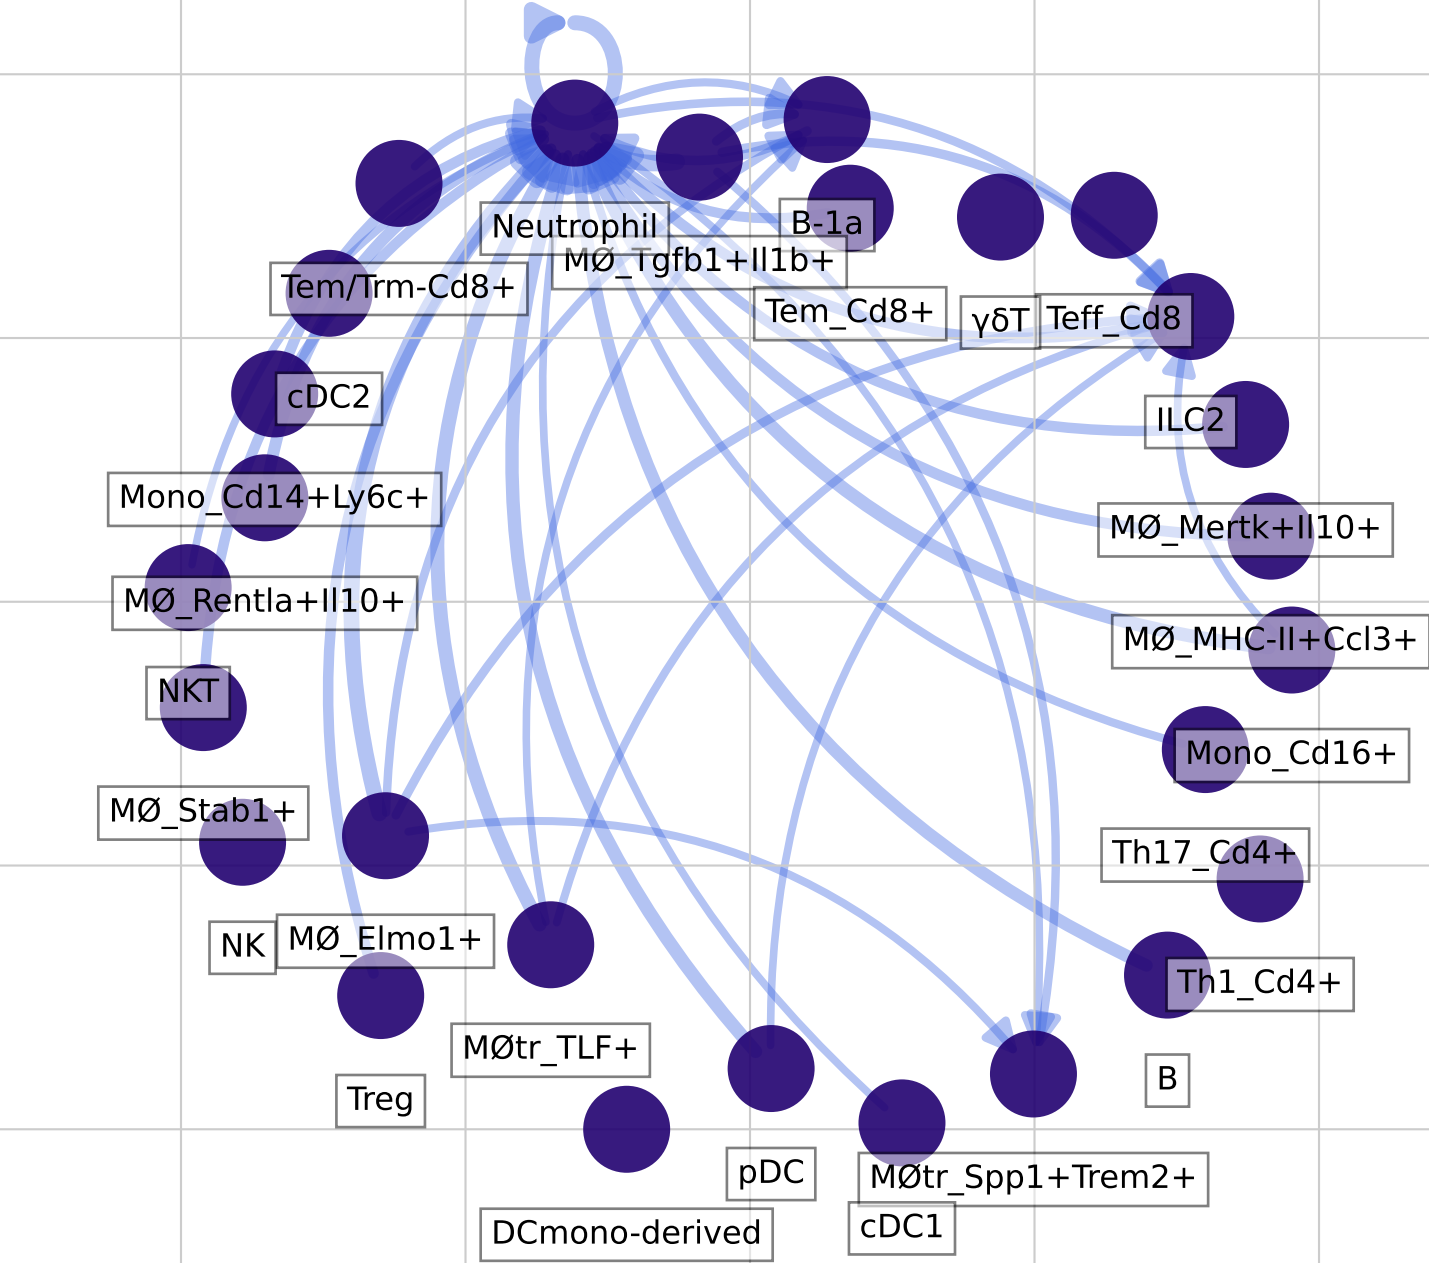 Neutrophil
B-1a
MØ_Tgfb1+Il1b+
Tem/Trm-Cd8+
Tem_Cd8+
γδT
Teff_Cd8
cDC2
ILC2
Mono_Cd14+Ly6c+
MØ_Mertk+Il10+
MØ_Rentla+Il10+
MØ_MHC-II+Ccl3+
NKT
Mono_Cd16+
MØ_Stab1+
Th17_Cd4+
NK
MØ_Elmo1+
Th1_Cd4+
MØtr_TLF+
B
Treg
pDC
MØtr_Spp1+Trem2+
DCmono-derived
cDC1